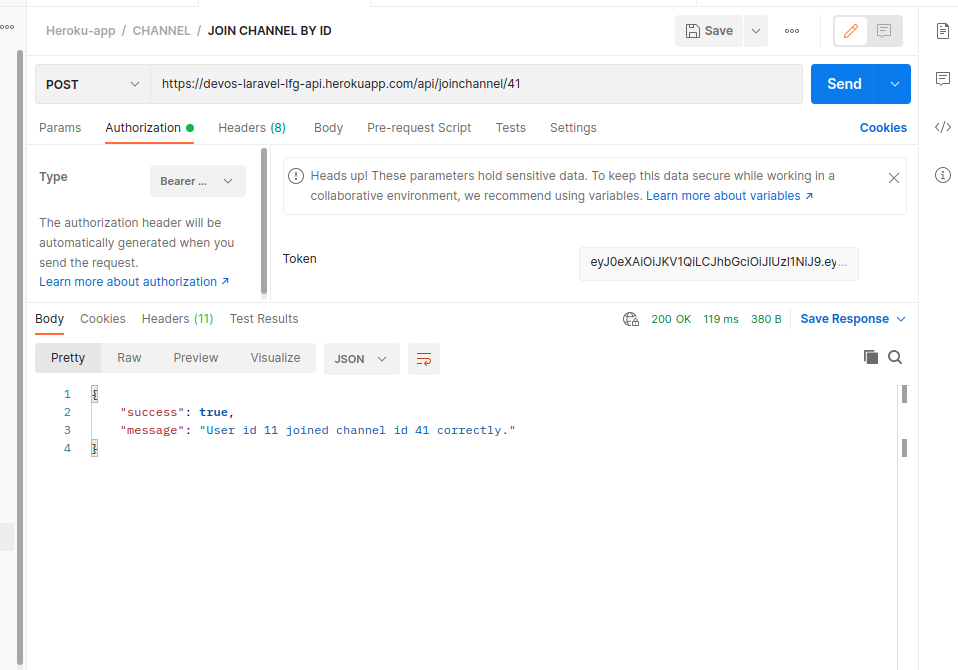 Heroku-app / CHANNEL / JOIN CHANNEL BY ID
Save
POST
https://devos-laravel-lfg-api.herokuapp.com/api/joinchannel/41
Send
Params Authorization Headers (8) Body Pre-request Script Tests Settings Cookies
Type
Bearer ...
The authorization header will be
automatically generated when you
send the request.
Learn more about authorization ↗
Heads up! These parameters hold sensitive data. To keep this data secure while working in a
collaborative environment, we recommend using variables. Learn more about variables ↗
Token
eyJ0eXAiOiJKV1QiLCJhbGciOiJIUzI1NiJ9.ey...
Body Cookies Headers (11) Test Results
200 OK 119 ms 380 B Save Response
Pretty Raw Preview Visualize JSON
1 {
2 "success": true,
3 "message": "User id 11 joined channel id 41 correctly."
4 }